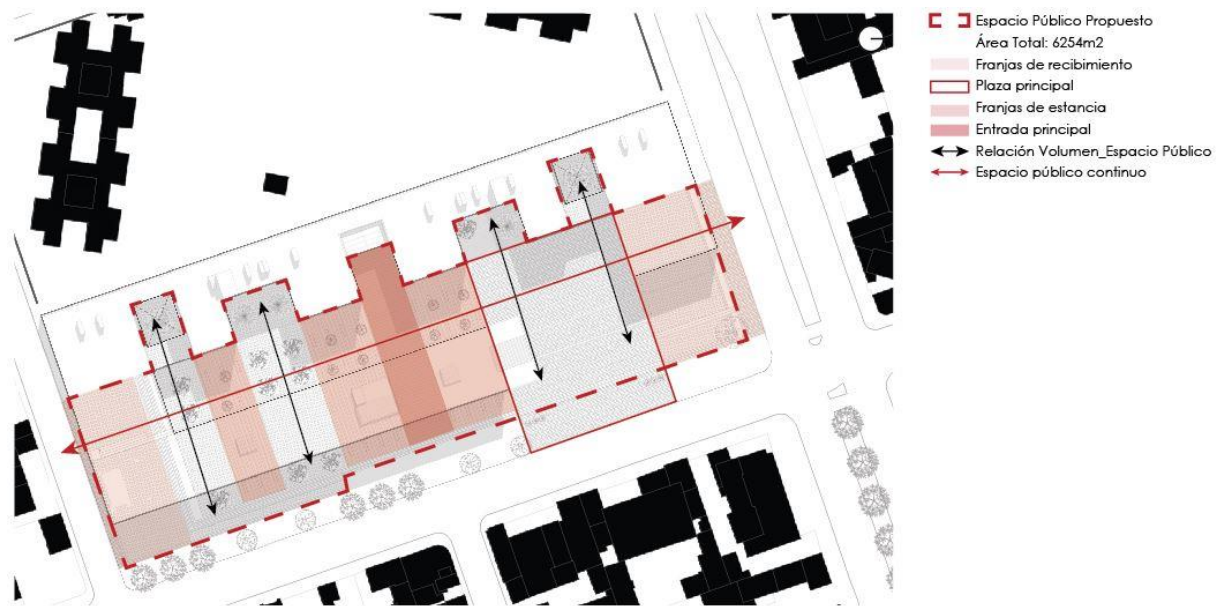 Espacio Público Propuesto
Área Total: 6254m2
Franjas de recibimiento
Plaza principal
Franjas de estancia
Entrada principal
Relación Volumen_Espacio Público
Espacio público continuo